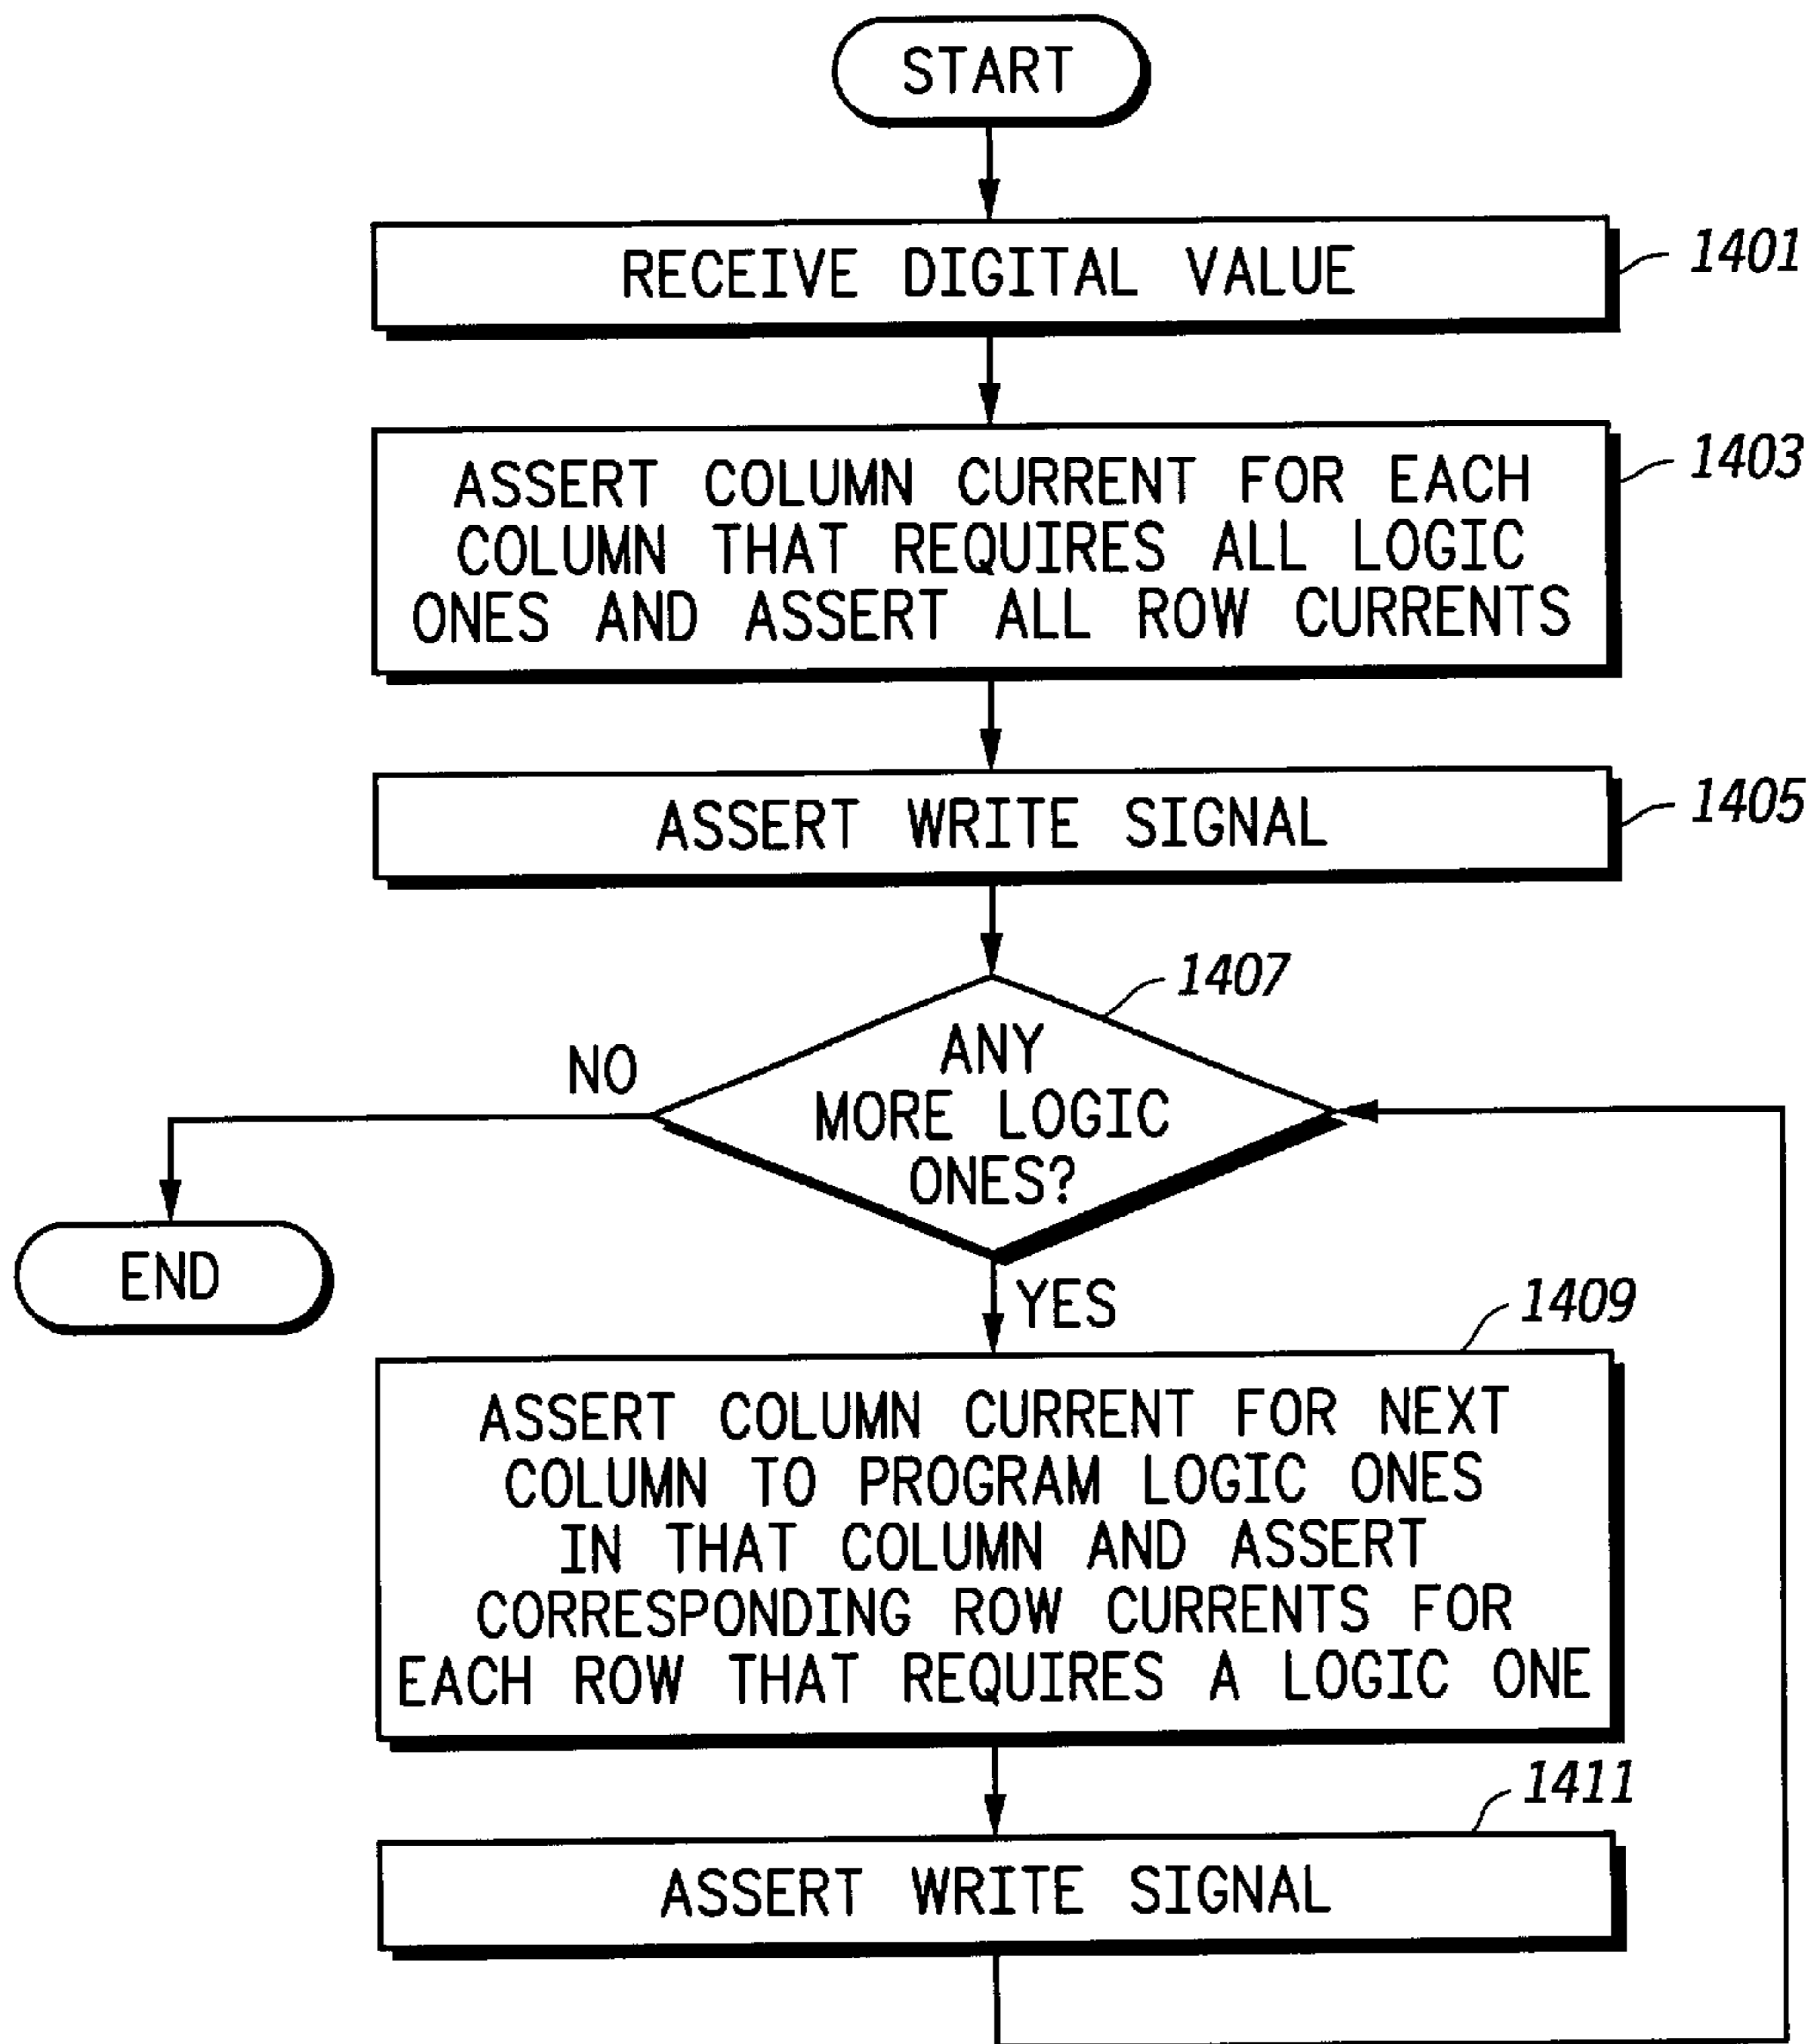 START
RECEIVE DIGITAL VALUE
1401
ASSERT COLUMN CURRENT FOR EACH
COLUMN THAT REQUIRES ALL LOGIC
ONES AND ASSERT ALL ROW CURRENTS
1403
ASSERT WRITE SIGNAL
1405
1407
ANY
MORE LOGIC
ONES?
NO
END
YES
1409
ASSERT COLUMN CURRENT FOR NEXT
COLUMN TO PROGRAM LOGIC ONES
IN THAT COLUMN AND ASSERT
CORRESPONDING ROW CURRENTS FOR
EACH ROW THAT REQUIRES A LOGIC ONE
1411
ASSERT WRITE SIGNAL